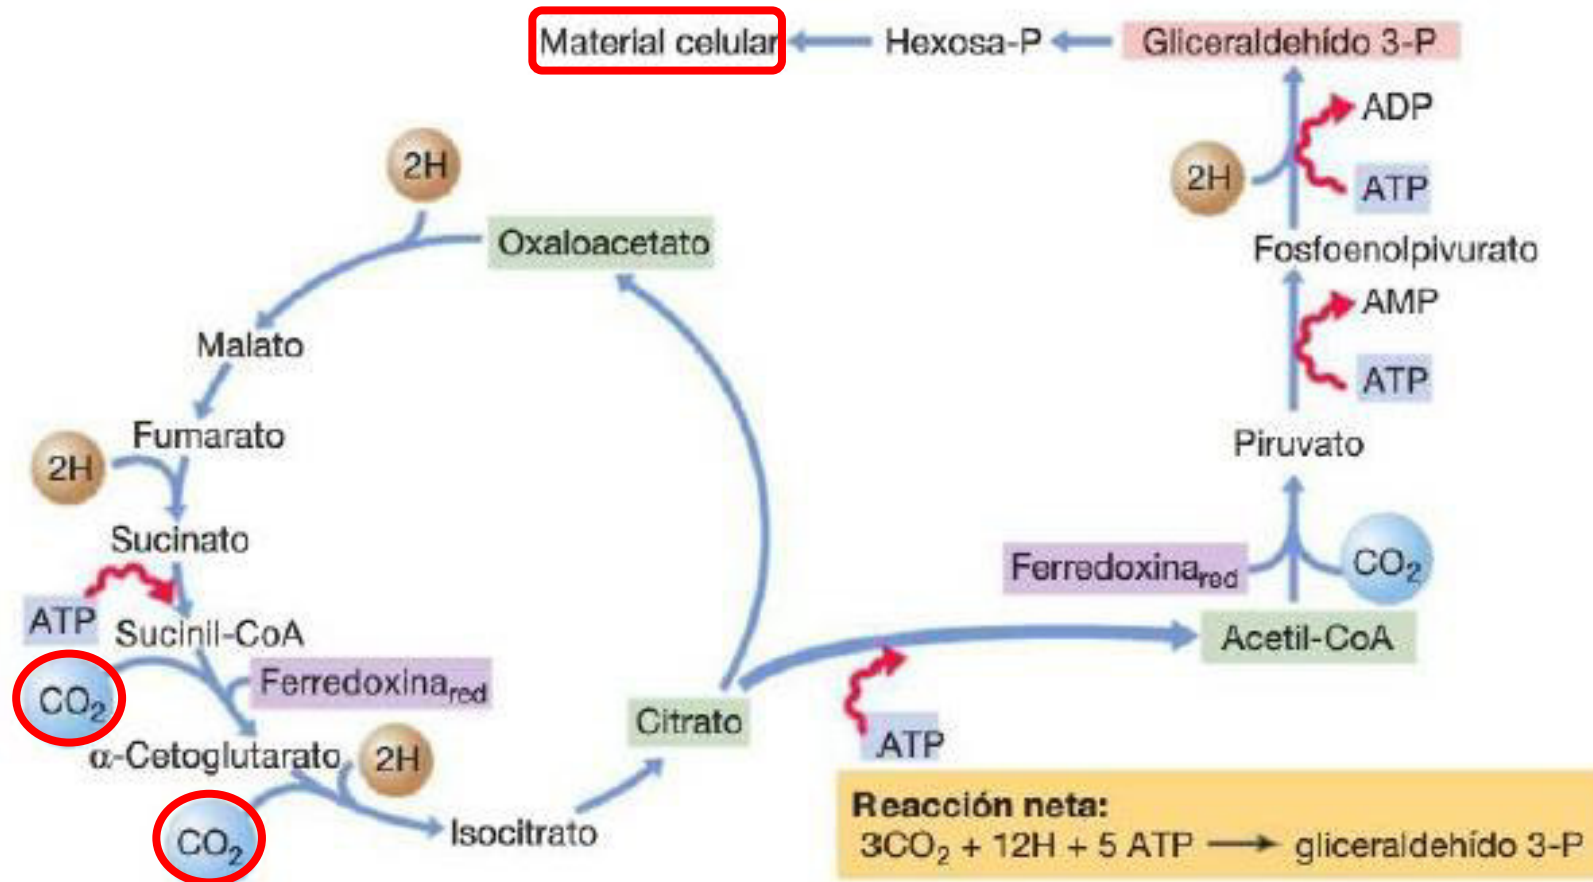 Material celular
Hexosa-P
Gliceraldehído 3-P
ADP
2H
ATP
Fosfoenolpivurato
AMP
ATP
Piruvato
Ferredoxina_red
CO₂
Acetil-CoA
2H
Oxaloacetato
Malato
Fumarato
2H
Sucinato
ATP
Sucinil-CoA
CO₂
Ferredoxina_red
α-Cetoglutarato
2H
CO₂
Isocitrato
Citrato
ATP
Reacción neta:
3CO₂ + 12H + 5 ATP ⟶ gliceraldehído 3-P